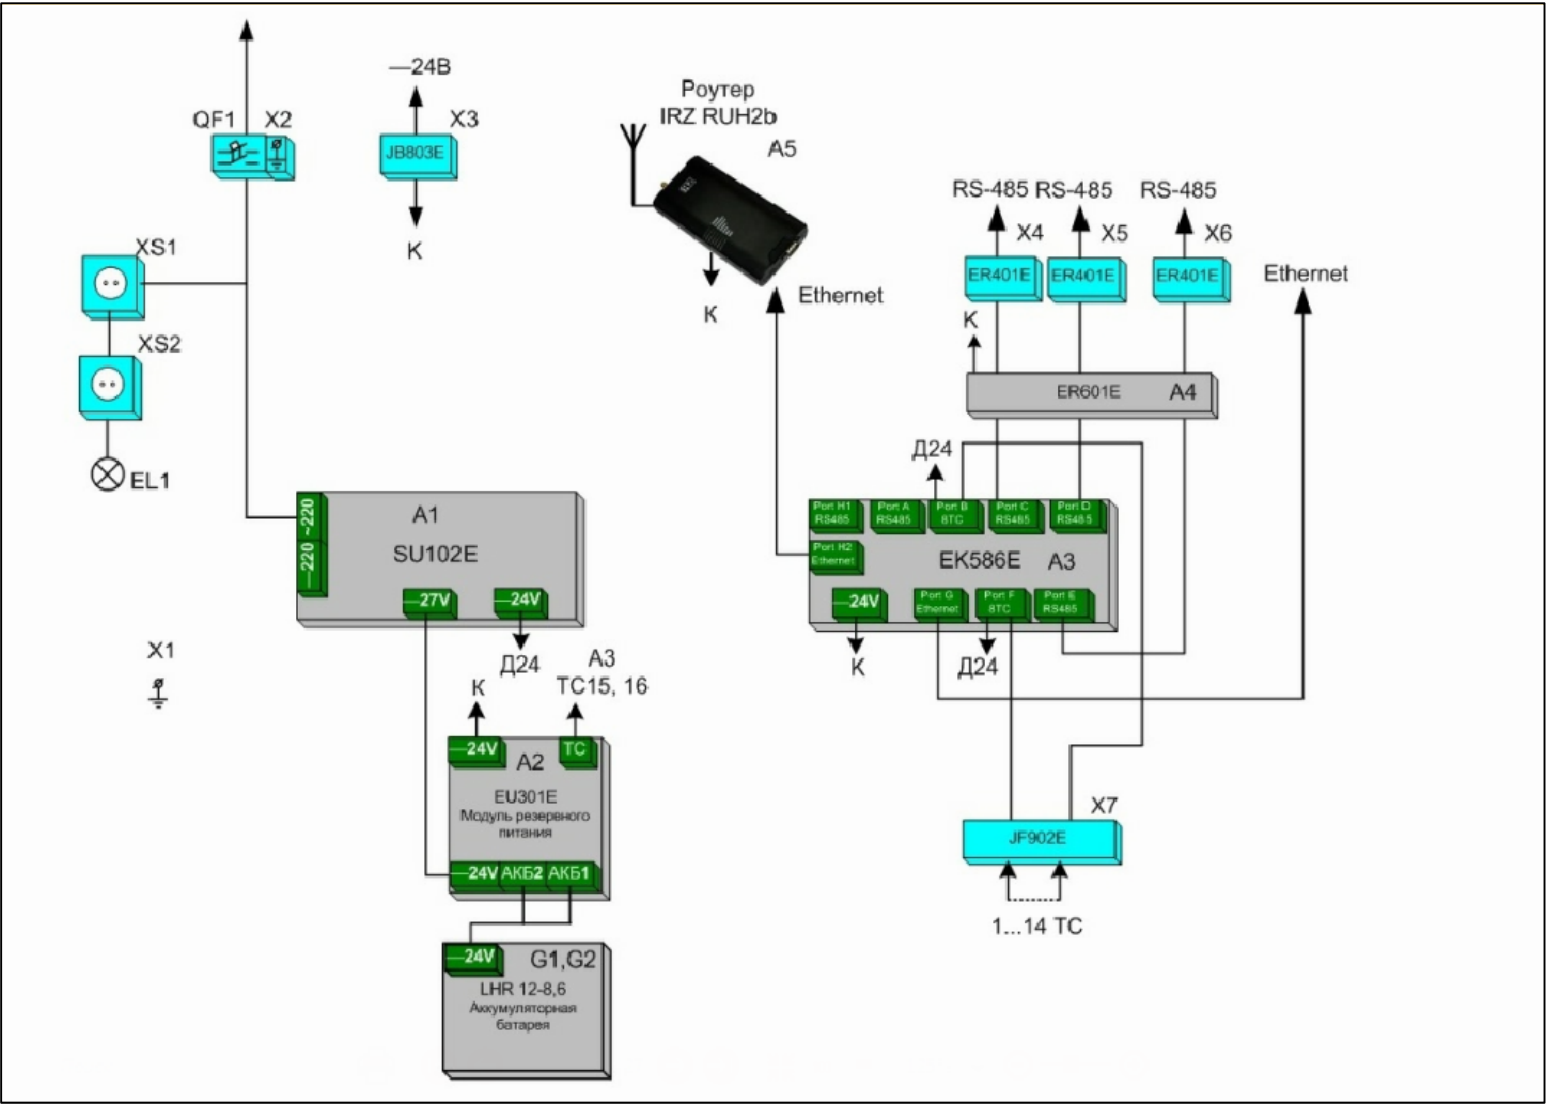 —24В
QF1 X2
X3
JB803E
К
XS1
XS2
EL1
Роутер
IRZ RUH2b
A5
К
Ethernet
RS-485 RS-485 RS-485
X4 X5 X6
ER401E ER401E ER401E
Ethernet
К
ER601E A4
Д24
Port H1
RS485
Port A
RS485
Port B
8TC
Port C
RS485
Port D
RS485
Port H2
Ethernet
EK586E A3
—24V
Port G
Ethernet
Port F
8TC
Port E
RS485
К
Д24
~220
—220
A1
SU102E
—27V
—24V
Д24
X1
A3
ТС15, 16
К
—24V
TC
A2
EU301E
Модуль резервного
питания
—24V АКБ2 АКБ1
—24V
G1,G2
LHR 12-8,6
Аккумуляторная
батарея
X7
JF902E
1...14 ТС